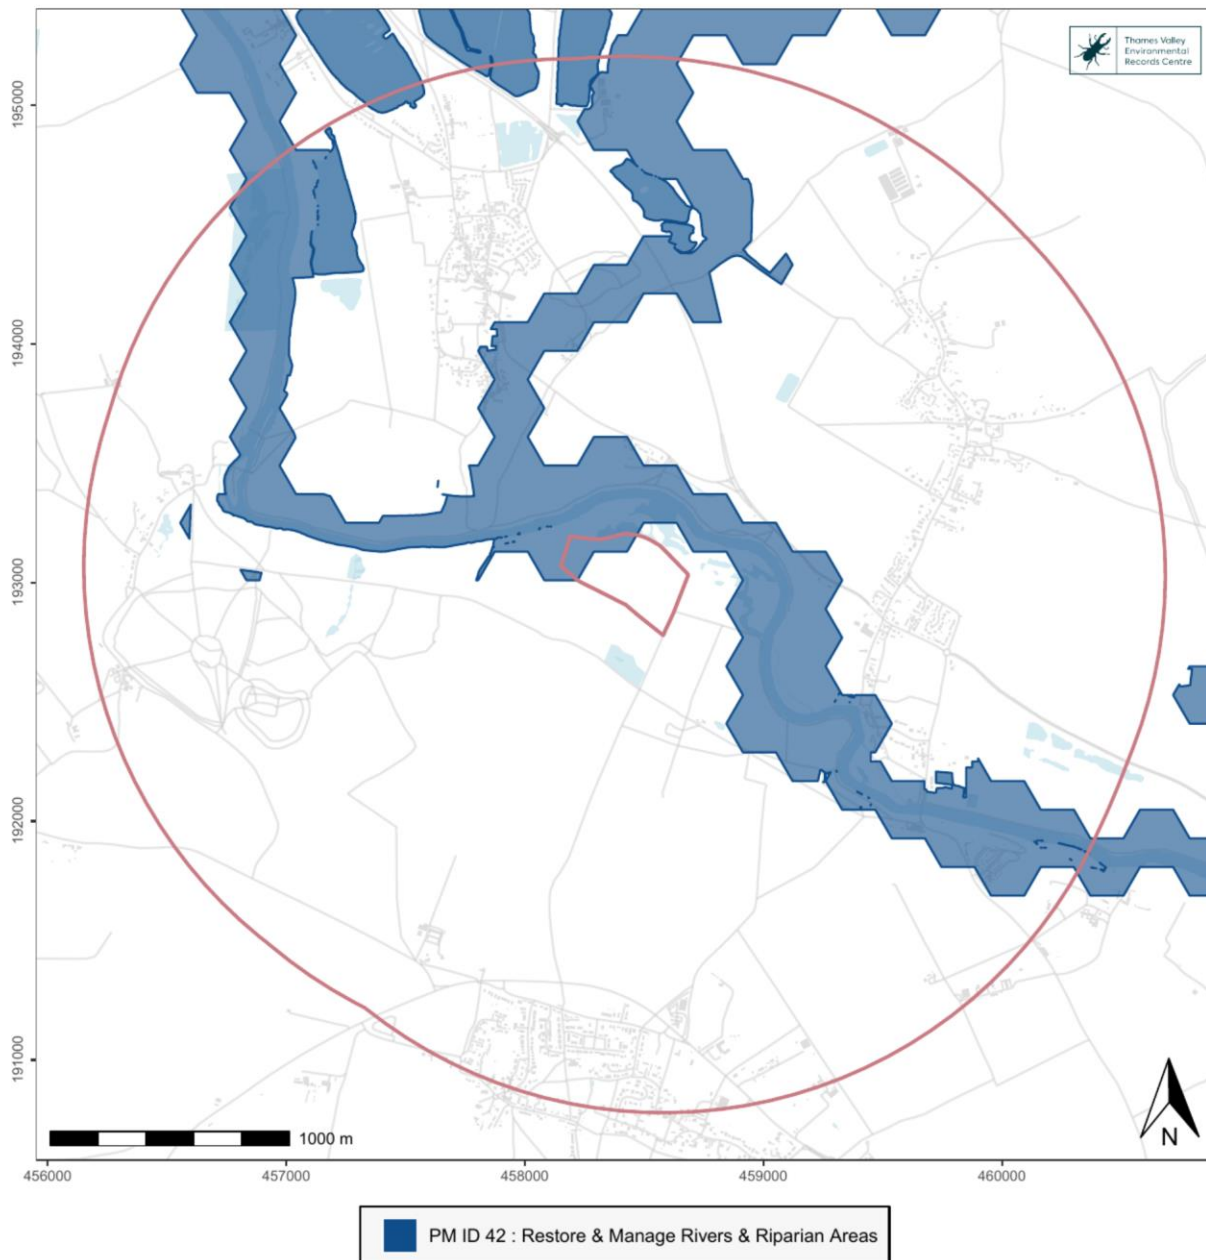 Thames Valley
Environmental
Records Centre
195000
194000
193000
192000
191000
1000 m
N
456000
457000
458000
459000
460000
PM ID 42 : Restore & Manage Rivers & Riparian Areas